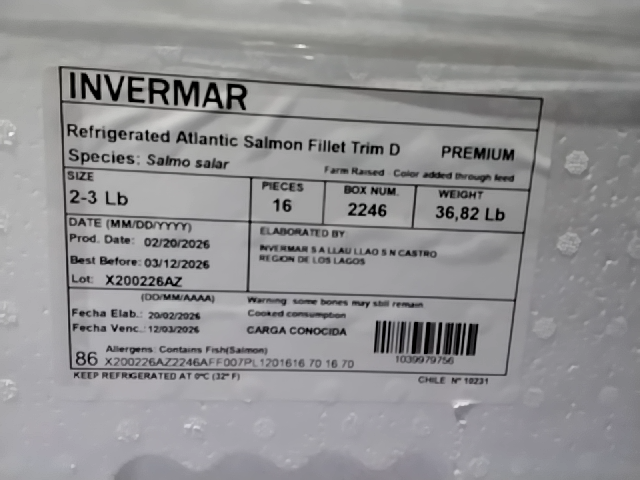 INVERMAR
Refrigerated Atlantic Salmon Fillet Trim D PREMIUM
Species: Salmo salar Farm Raised - Color added through feed
SIZE PIECES BOX NUM. WEIGHT
2-3 Lb 16 2246 36,82 Lb
DATE (MM/DD/YYYY) ELABORATED BY
Prod. Date: 02/20/2026 INVERMAR S A LLAU LLAO S N CASTRO
Best Before: 03/12/2026 REGION DE LOS LAGOS
Lot: X200226AZ
(DD/MM/AAAA) Warning: some bones may still remain
Fecha Elab.: 20/02/2026 Cooked consumption
Fecha Venc.: 12/03/2026 CARGA CONOCIDA
Allergens: Contains Fish(Salmon) 1039979756
86 X200226AZ2246AFF007PL1201616 70 16 70
KEEP REFRIGERATED AT 0ºC (32º F) CHILE Nº 10231